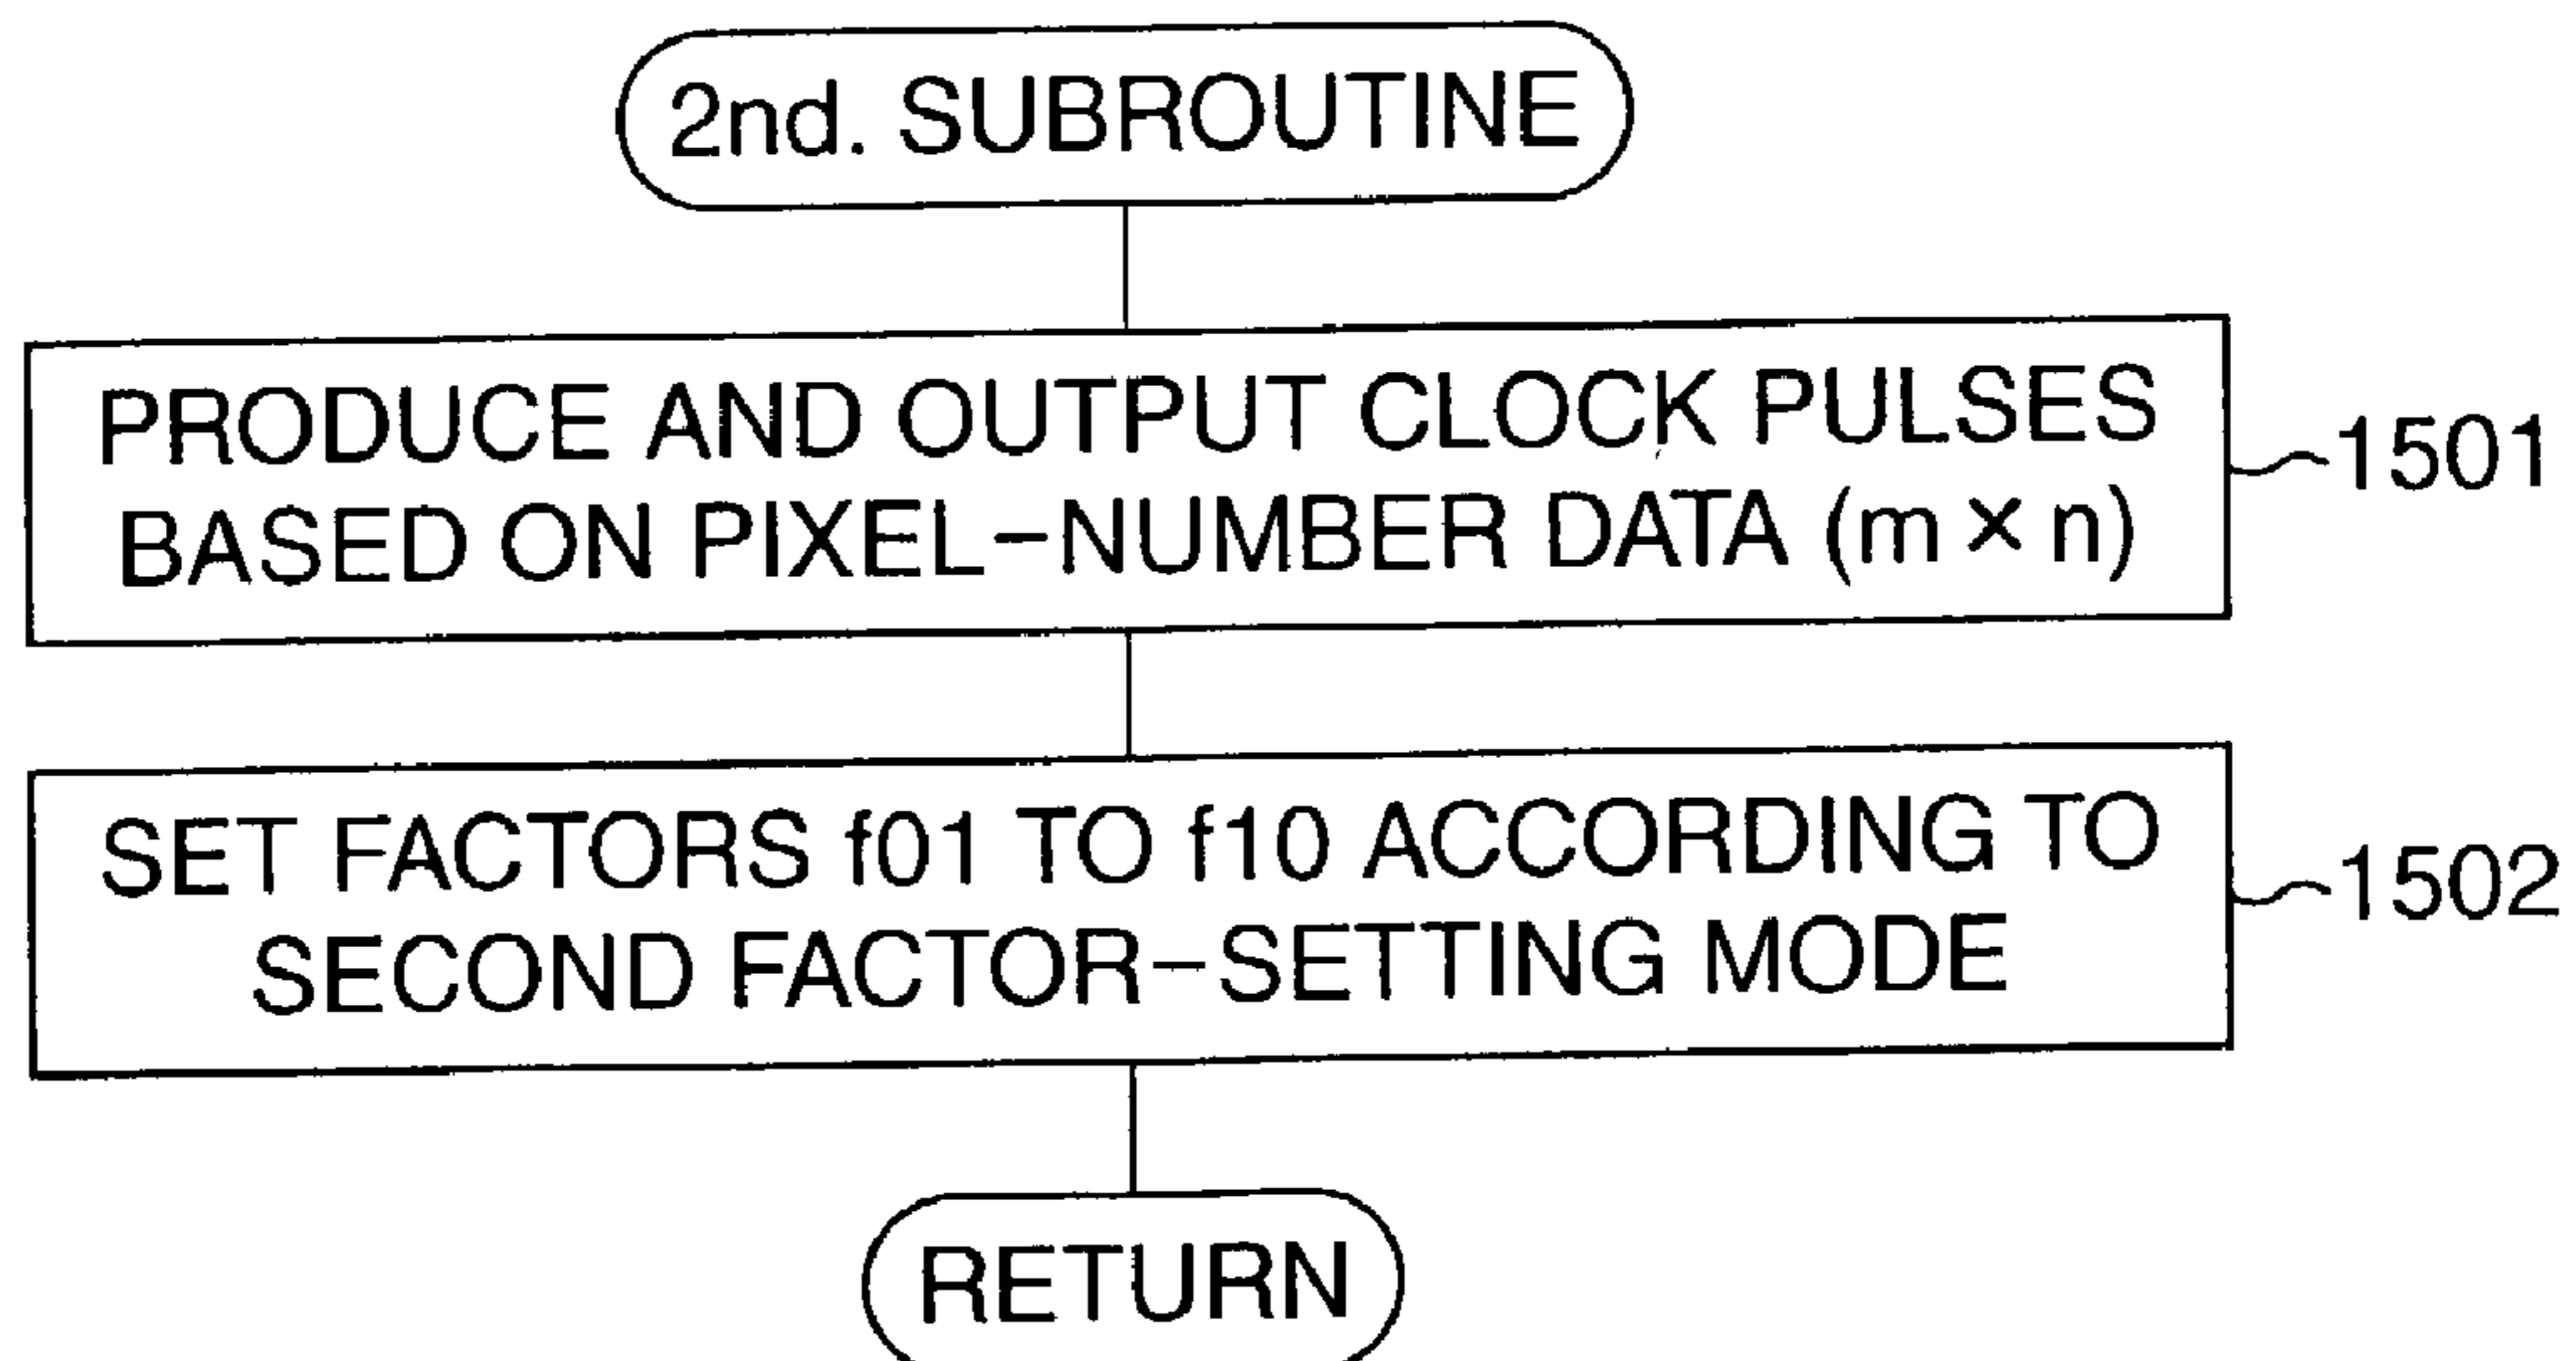 2nd. SUBROUTINE
PRODUCE AND OUTPUT CLOCK PULSES
BASED ON PIXEL-NUMBER DATA (m × n)
1501
SET FACTORS f01 TO f10 ACCORDING TO
SECOND FACTOR-SETTING MODE
1502
RETURN